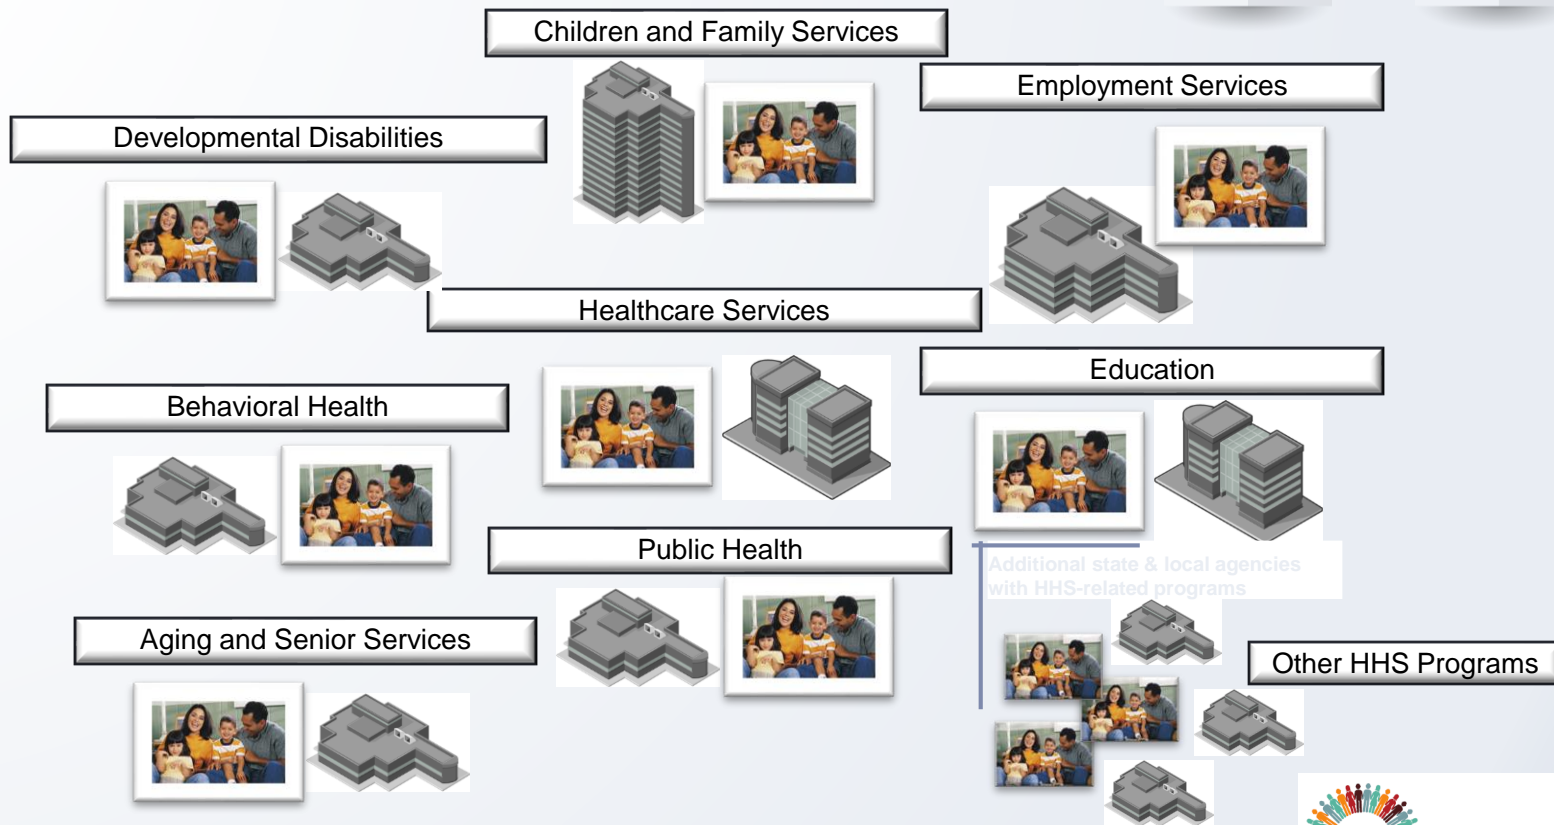 Children and Family Services
Employment Services
Developmental Disabilities
Healthcare Services
Education
Behavioral Health
Public Health
Additional state & local agencies
with HHS-related programs
Aging and Senior Services
Other HHS Programs